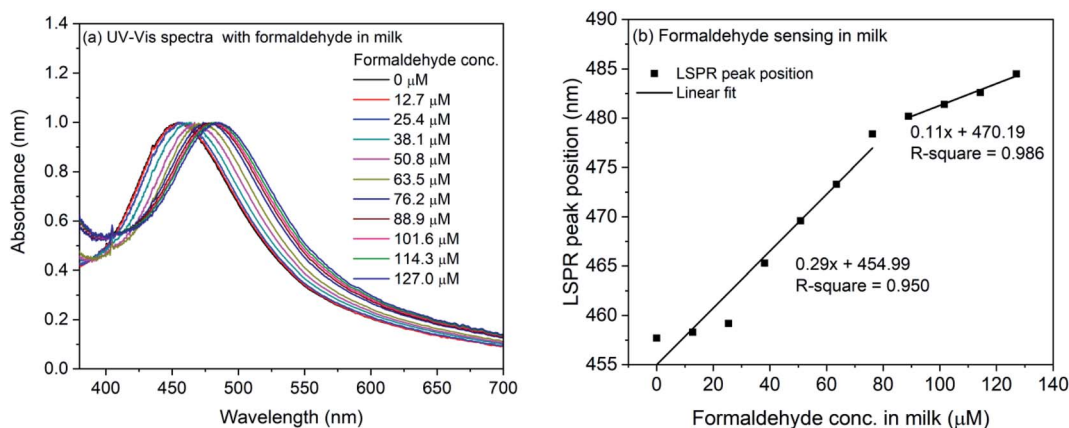 (a) UV-Vis spectra with formaldehyde in milk
Formaldehyde conc.
0 μM
12.7 μM
25.4 μM
38.1 μM
50.8 μM
63.5 μM
76.2 μM
88.9 μM
101.6 μM
114.3 μM
127.0 μM
Absorbance (nm)
1.4
1.2
1.0
0.8
0.6
0.4
0.2
0.0
400 450 500 550 600 650 700
Wavelength (nm)
(b) Formaldehyde sensing in milk
LSPR peak position
Linear fit
0.11x + 470.19
R-square = 0.986
0.29x + 454.99
R-square = 0.950
LSPR peak position (nm)
490
485
480
475
470
465
460
455
0 20 40 60 80 100 120 140
Formaldehyde conc. in milk (μM)